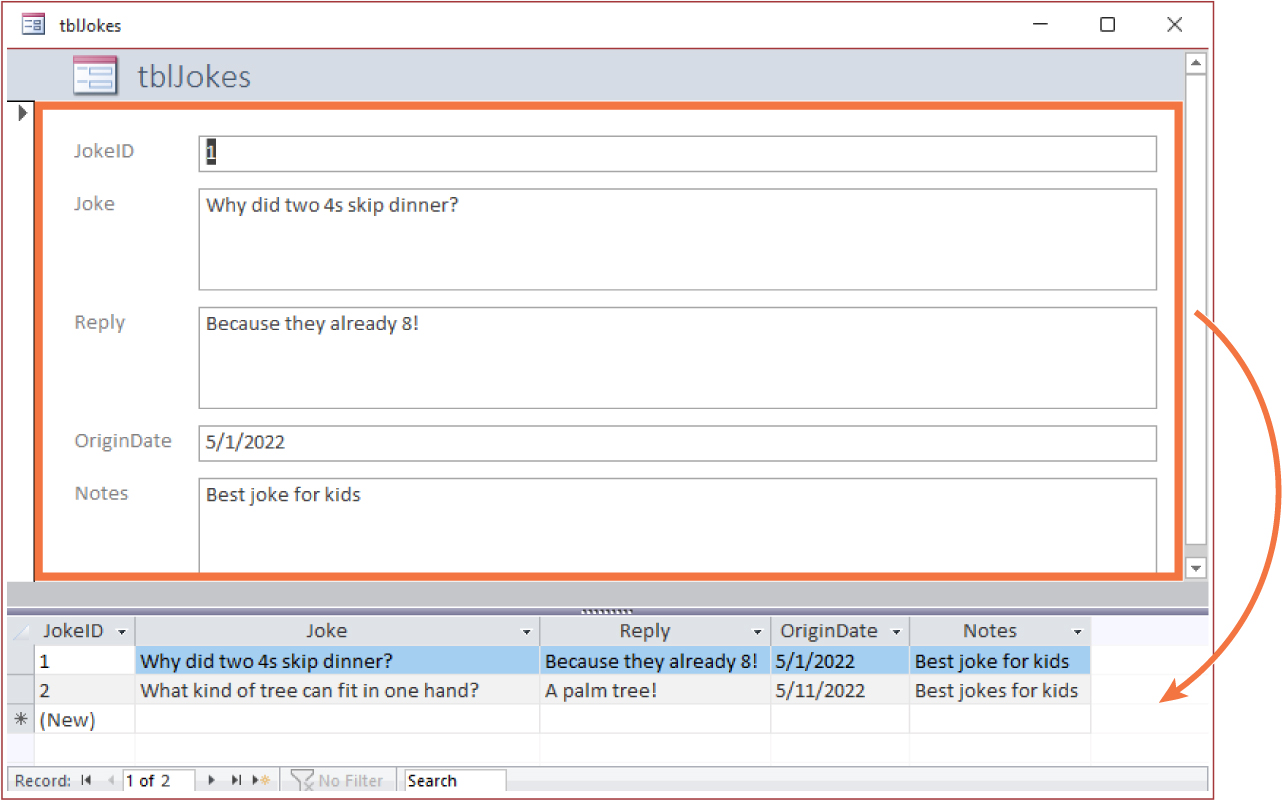 tblJokes
tblJokes
JokeID 1
Joke Why did two 4s skip dinner?
Reply Because they already 8!
OriginDate 5/1/2022
Notes Best joke for kids
JokeID Joke Reply OriginDate Notes
1 Why did two 4s skip dinner? Because they already 8! 5/1/2022 Best joke for kids
2 What kind of tree can fit in one hand? A palm tree! 5/11/2022 Best jokes for kids
* (New)
Record: 1 of 2 No Filter Search